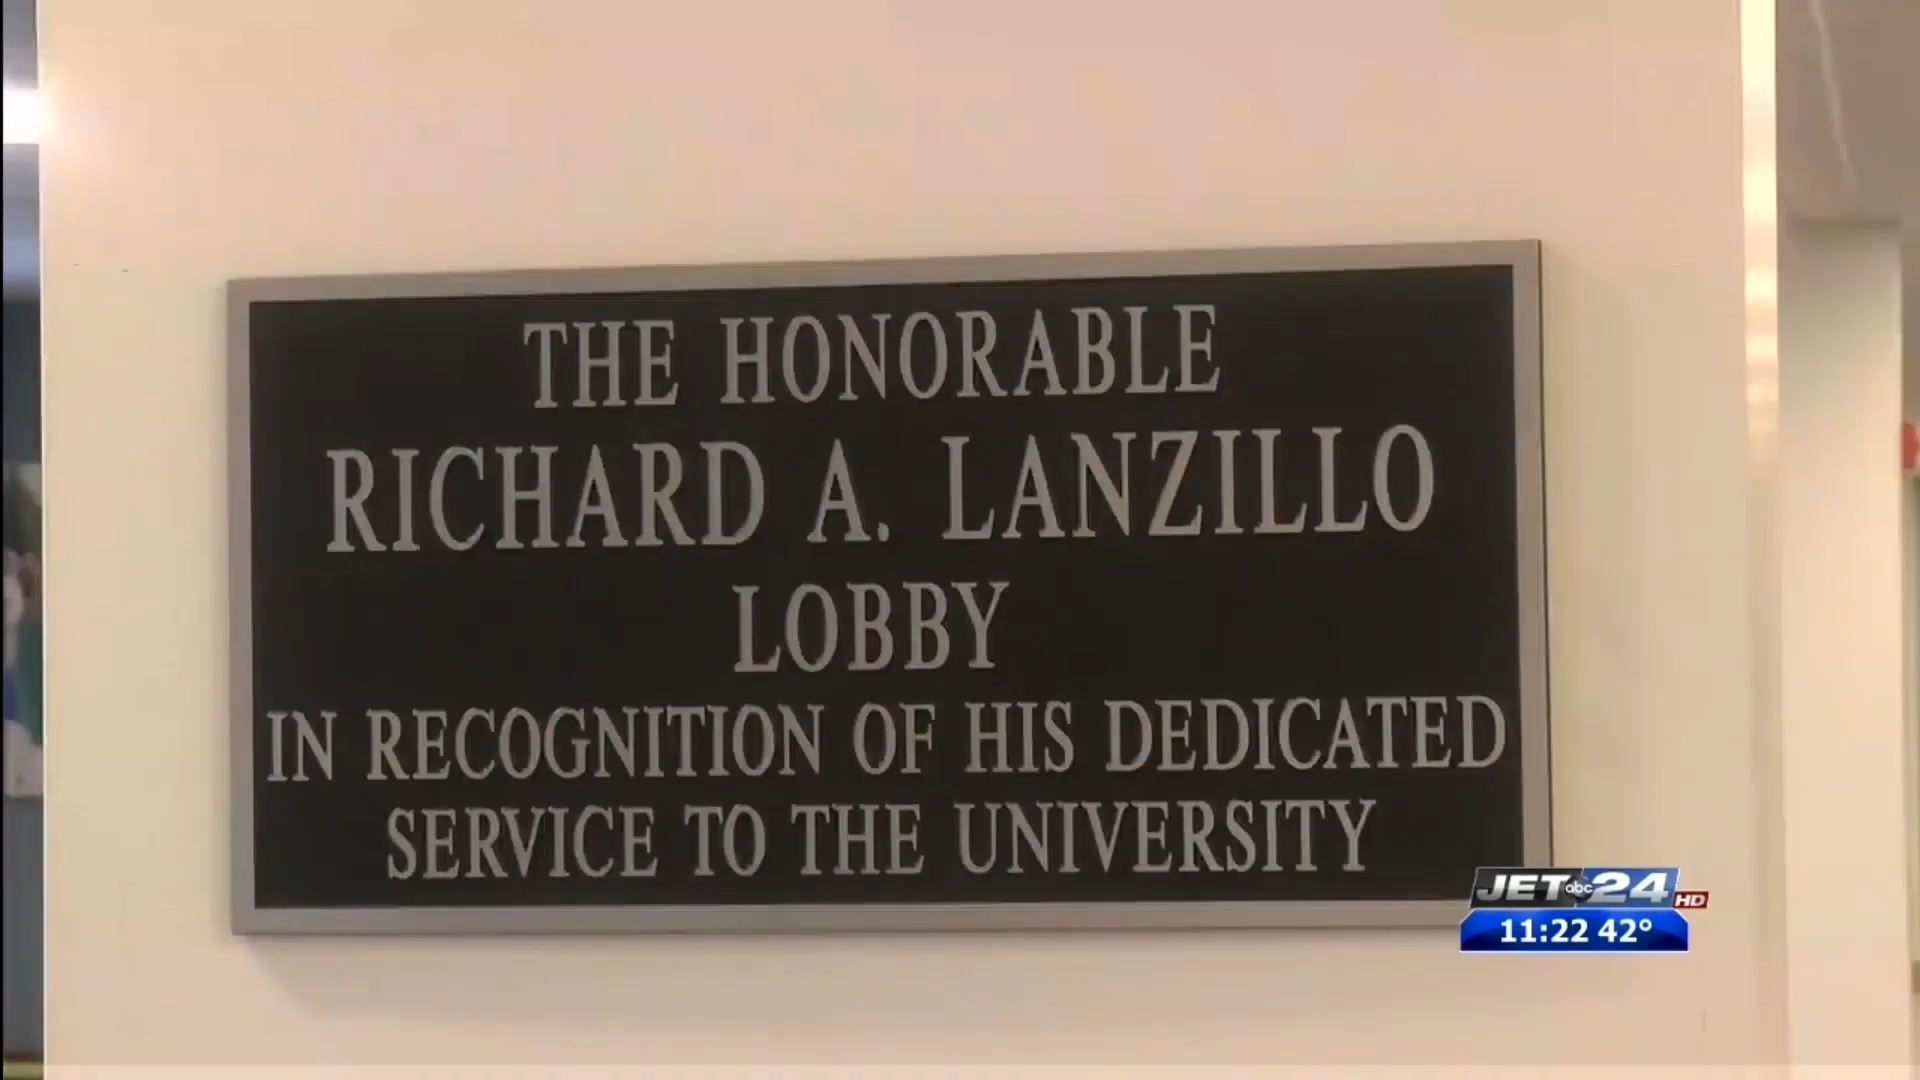 THE HONORABLE
RICHARD A. LANZILLO
LOBBY
IN RECOGNITION OF HIS DEDICATED
SERVICE TO THE UNIVERSITY
JET abc 24 HD
11:22 42°